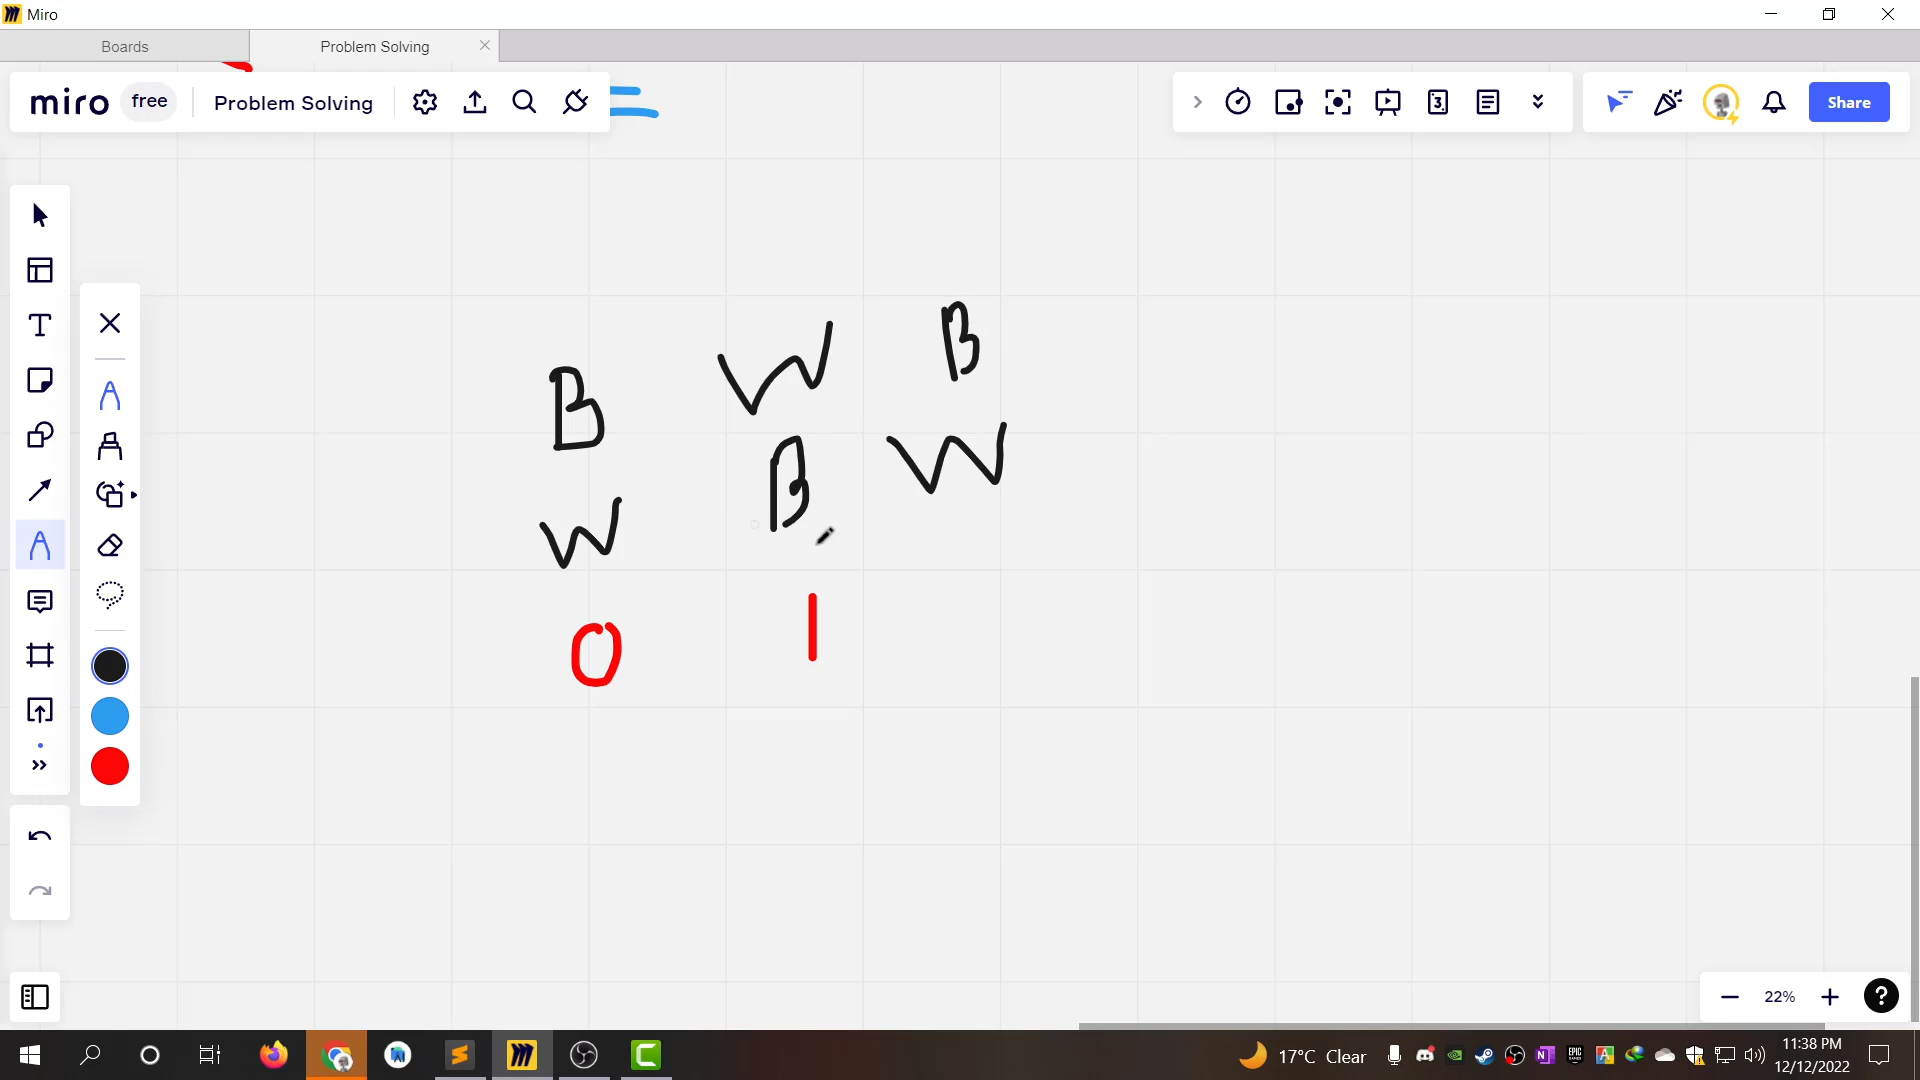 Miro
Boards
Problem Solving
miro
free
Problem Solving
3
Share
B W B
W B W
0 1
22%
?
17°C Clear
11:38 PM
12/12/2022